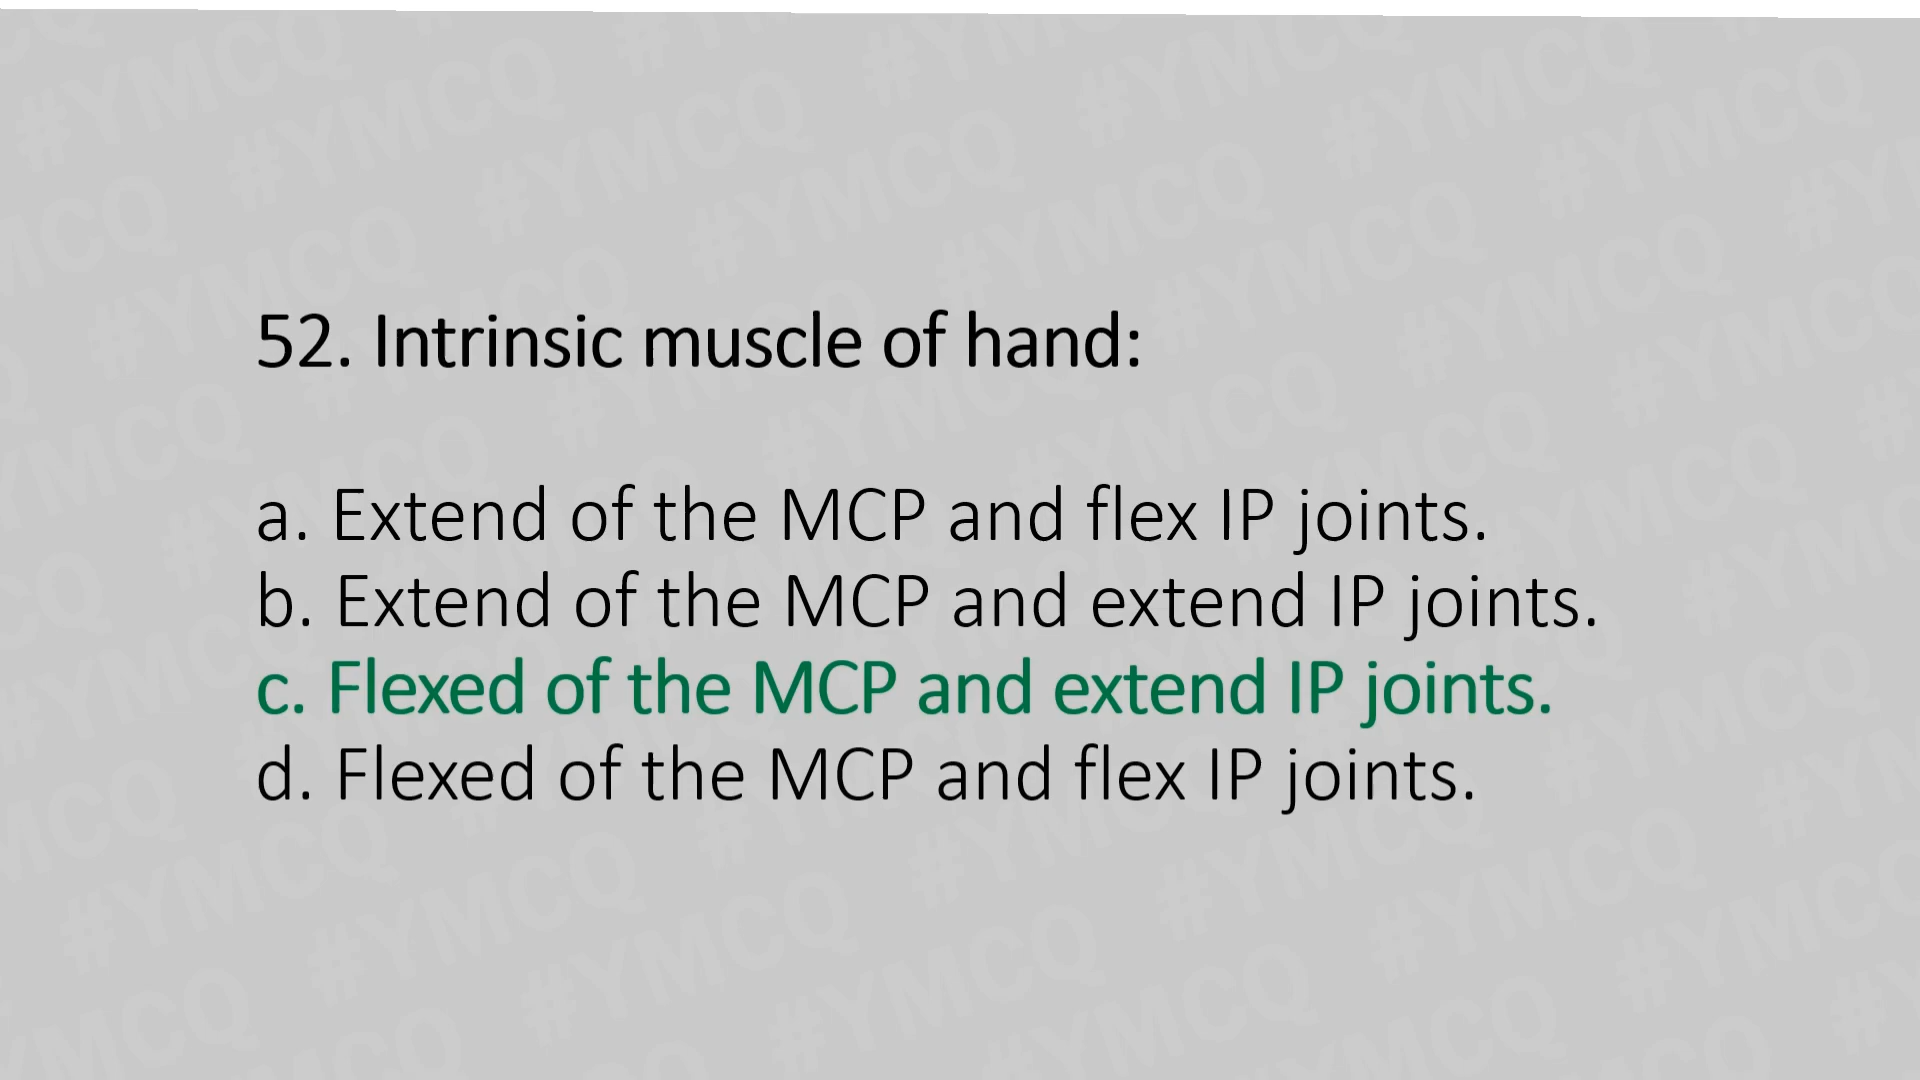 52. Intrinsic muscle of hand:
a. Extend of the MCP and flex IP joints.
b. Extend of the MCP and extend IP joints.
c. Flexed of the MCP and extend IP joints.
d. Flexed of the MCP and flex IP joints.
#YMCQ